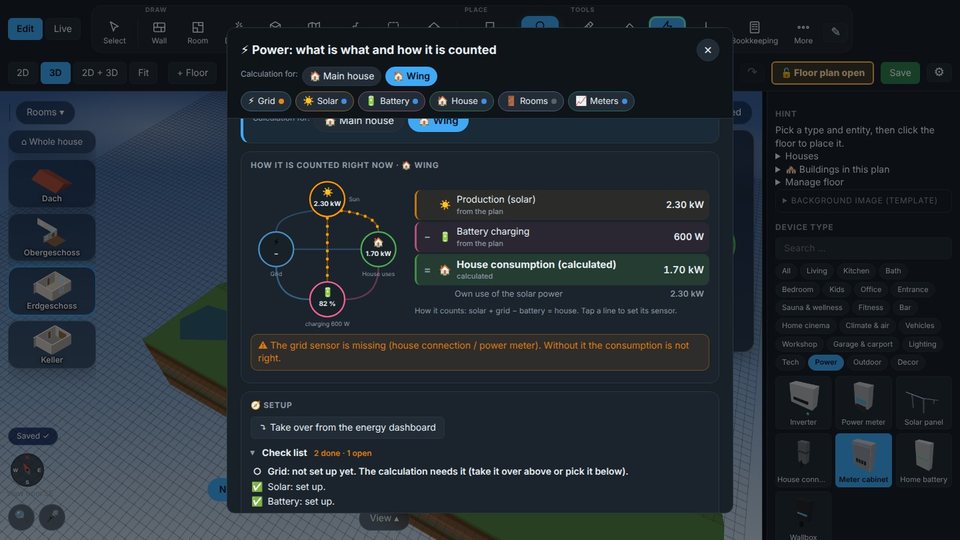 DRAW
PLACE
TOOLS
Edit
Live
Select
Wall
Room
Bookkeeping
More
⚡ Power: what is what and how it is counted
Calculation for:
Main house
Wing
2D
3D
2D + 3D
Fit
+ Floor
Floor plan open
Save
Grid
Solar
Battery
House
Rooms
Meters
Rooms ▾
Whole house
Dach
Obergeschoss
Erdgeschoss
Keller
Saved ✓
Calculation for:
Main house
Wing
HOW IT IS COUNTED RIGHT NOW · WING
2.30 kW
Sun
–
Grid
1.70 kW
House uses
82 %
charging 600 W
Production (solar)
from the plan
2.30 kW
– Battery charging
from the plan
600 W
= House consumption (calculated)
calculated
1.70 kW
Own use of the solar power
2.30 kW
How it counts: solar + grid – battery = house. Tap a line to set its sensor.
⚠ The grid sensor is missing (house connection / power meter). Without it the consumption is not
right.
SETUP
Take over from the energy dashboard
▾ Check list 2 done · 1 open
Grid: not set up yet. The calculation needs it (take it over above or pick it below).
Solar: set up.
Battery: set up.
View ▴
HINT
Pick a type and entity, then click the
floor to place it.
▶ Houses
▶ Buildings in this plan
▶ Manage floor
▶ BACKGROUND IMAGE (TEMPLATE)
DEVICE TYPE
Search ...
All
Living
Kitchen
Bath
Bedroom
Kids
Office
Entrance
Sauna & wellness
Fitness
Bar
Home cinema
Climate & air
Vehicles
Workshop
Garage & carport
Lighting
Tech
Power
Outdoor
Decor
Inverter
Power meter
Solar panel
House conn...
Meter cabinet
Home battery
Wallbox